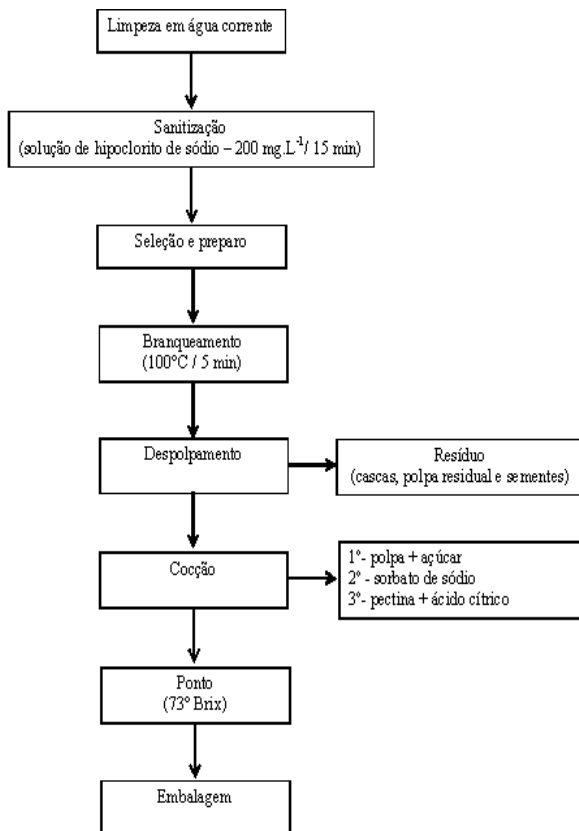 Limpeza em água corrente
Sanitização
(solução de hipoclorito de sódio – 200 mg.L⁻¹/ 15 min)
Seleção e preparo
Branqueamento
(100°C / 5 min)
Despolpamento
Resíduo
(cascas, polpa residual e sementes)
Cocção
1º- polpa + açúcar
2º - sorbato de sódio
3º- pectina + ácido cítrico
Ponto
(73º Brix)
Embalagem